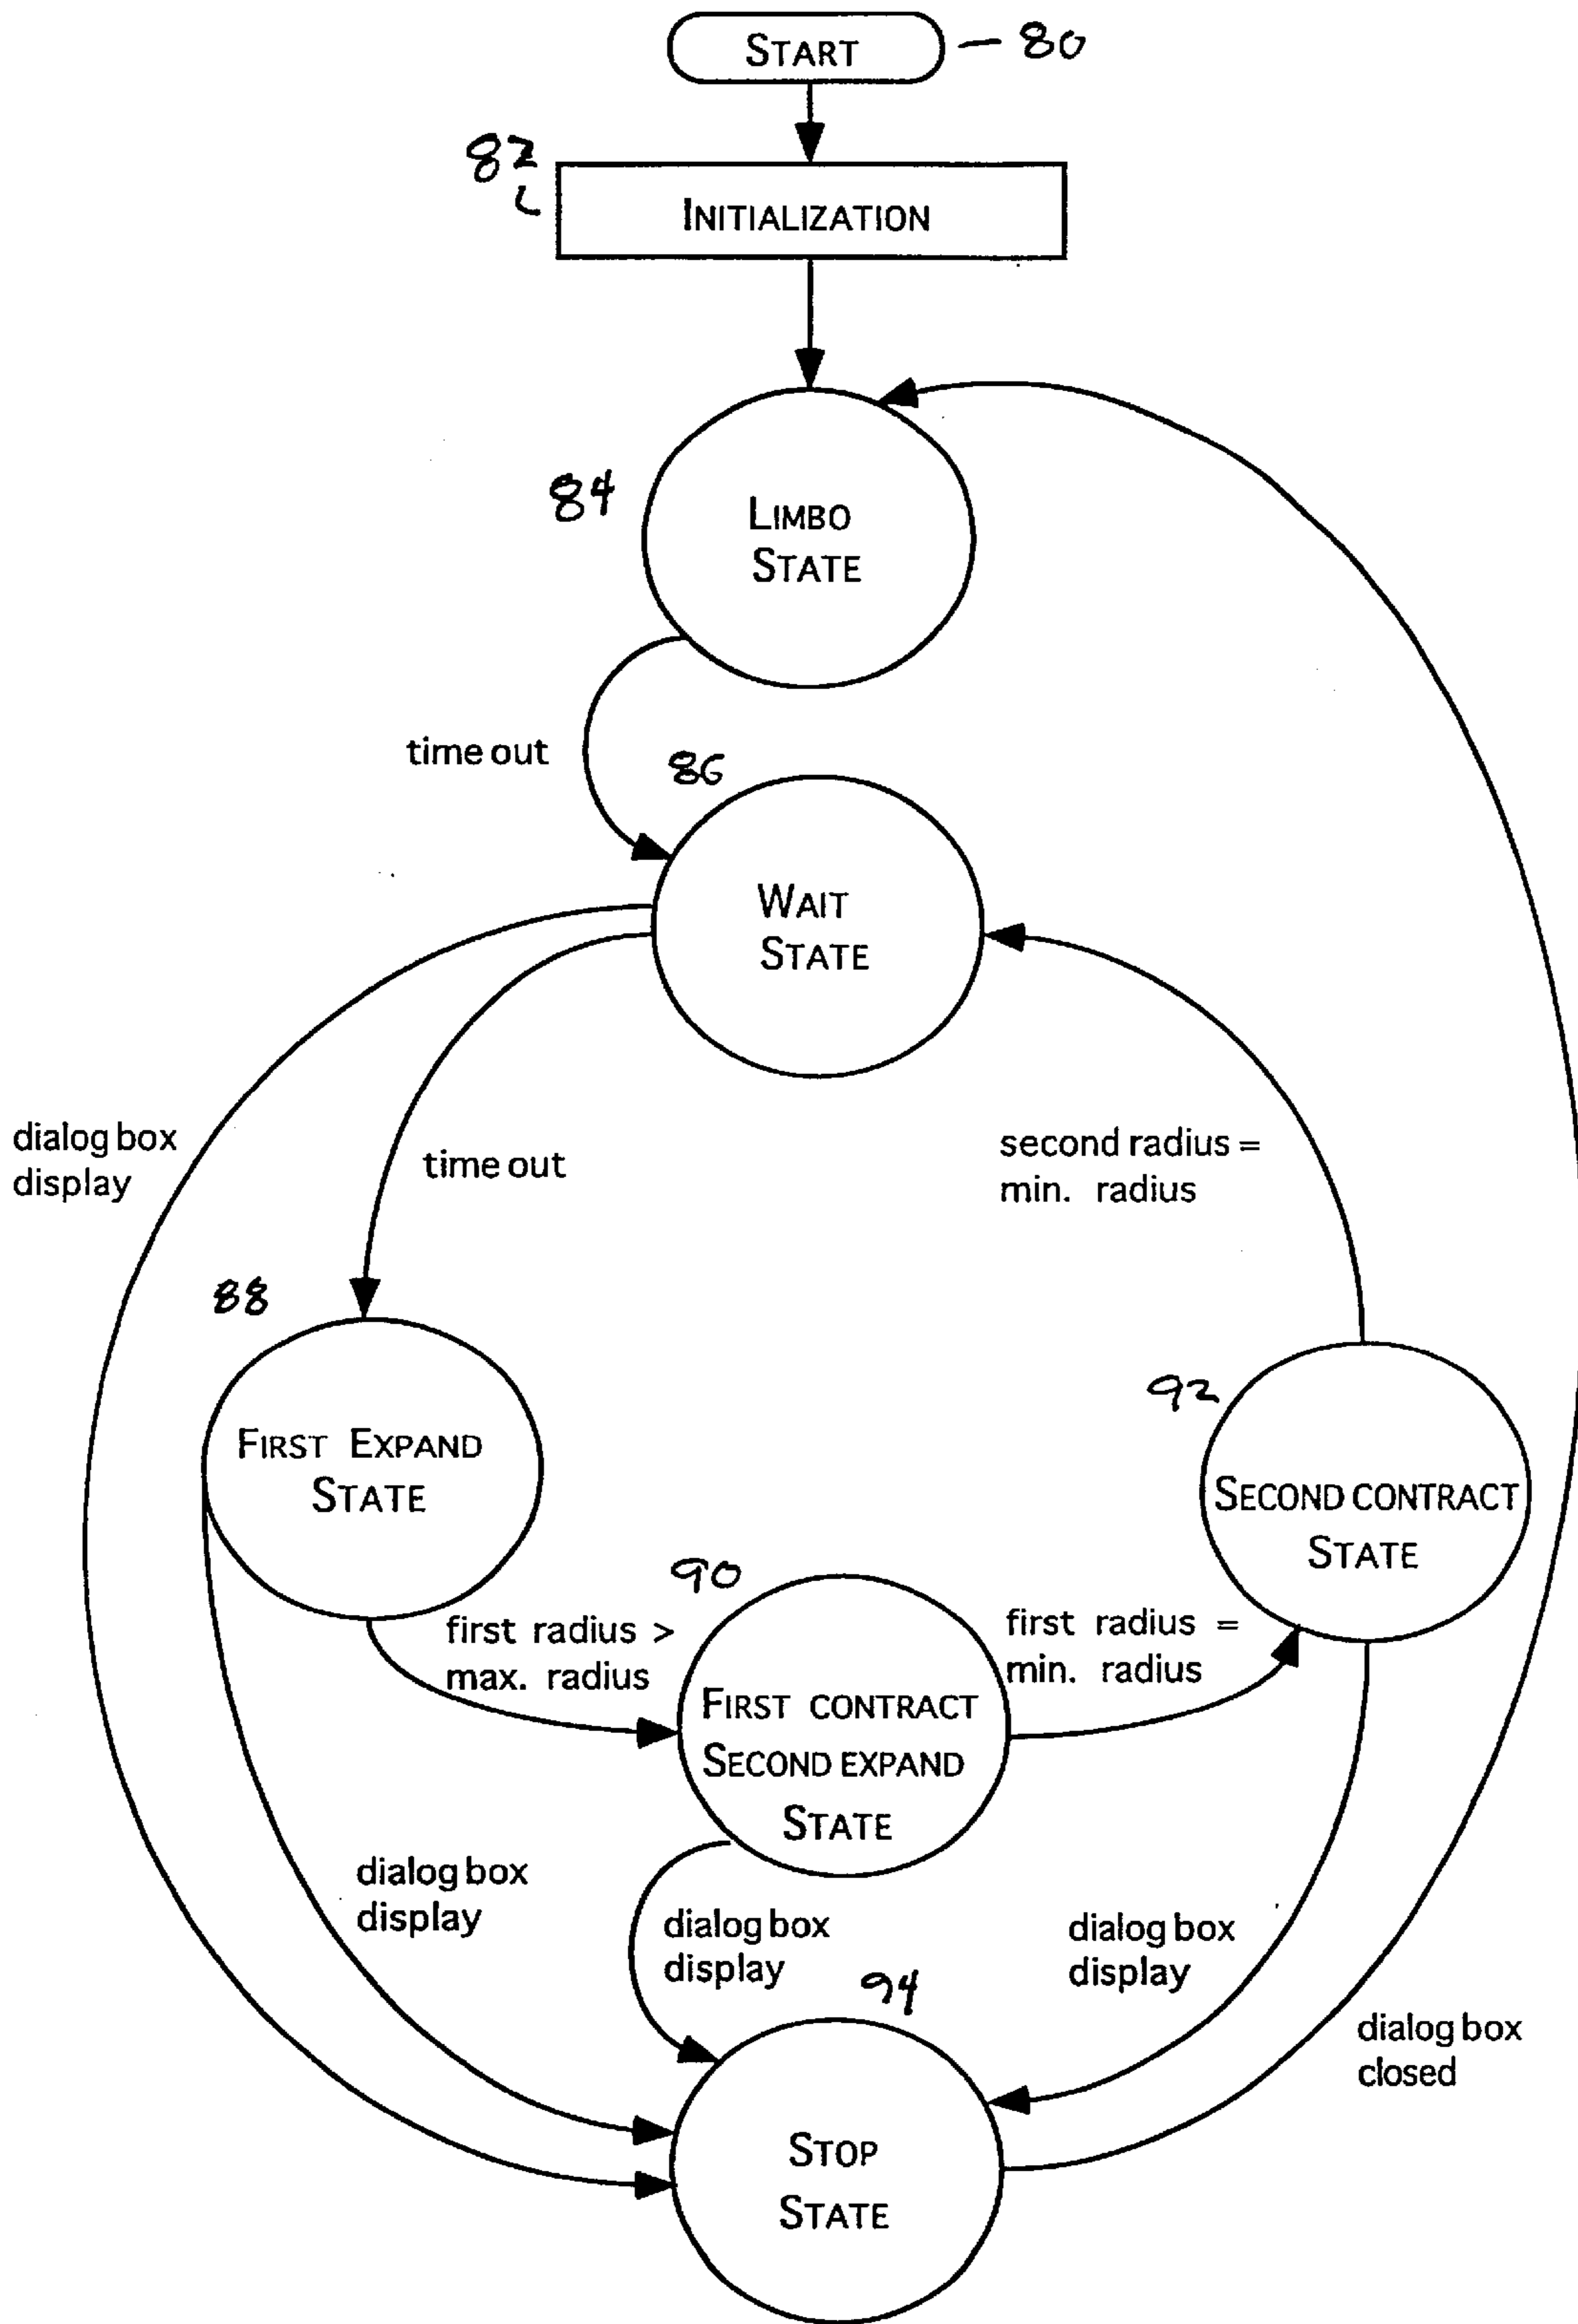 START
— 80
82
INITIALIZATION
84
LIMBO
STATE
time out
86
WAIT
STATE
dialog box
display
time out
second radius =
min. radius
88
FIRST EXPAND
STATE
92
SECOND CONTRACT
STATE
90
first radius >
max. radius
first radius =
min. radius
FIRST CONTRACT
SECOND EXPAND
STATE
dialog box
display
dialog box
display
dialog box
display
94
dialog box
closed
STOP
STATE